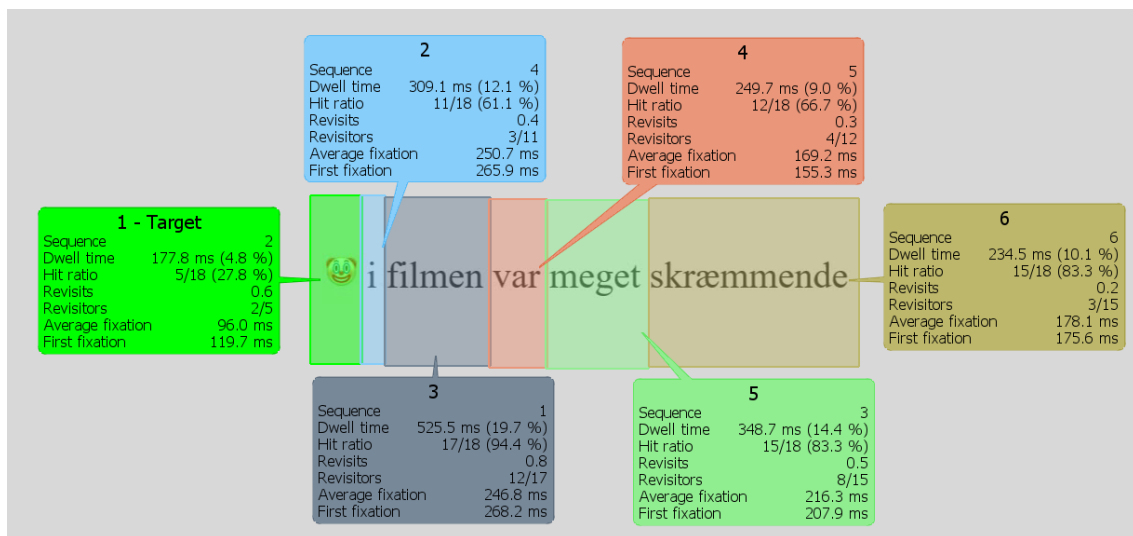 2
Sequence 4
Dwell time 309.1 ms (12.1 %)
Hit ratio 11/18 (61.1 %)
Revisits 0.4
Revisitors 3/11
Average fixation 250.7 ms
First fixation 265.9 ms
4
Sequence 5
Dwell time 249.7 ms (9.0 %)
Hit ratio 12/18 (66.7 %)
Revisits 0.3
Revisitors 4/12
Average fixation 169.2 ms
First fixation 155.3 ms
1 - Target
Sequence 2
Dwell time 177.8 ms (4.8 %)
Hit ratio 5/18 (27.8 %)
Revisits 0.6
Revisitors 2/5
Average fixation 96.0 ms
First fixation 119.7 ms
🤡 i filmen var meget skræmmende
6
Sequence 6
Dwell time 234.5 ms (10.1 %)
Hit ratio 15/18 (83.3 %)
Revisits 0.2
Revisitors 3/15
Average fixation 178.1 ms
First fixation 175.6 ms
3
Sequence 1
Dwell time 525.5 ms (19.7 %)
Hit ratio 17/18 (94.4 %)
Revisits 0.8
Revisitors 12/17
Average fixation 246.8 ms
First fixation 268.2 ms
5
Sequence 3
Dwell time 348.7 ms (14.4 %)
Hit ratio 15/18 (83.3 %)
Revisits 0.5
Revisitors 8/15
Average fixation 216.3 ms
First fixation 207.9 ms